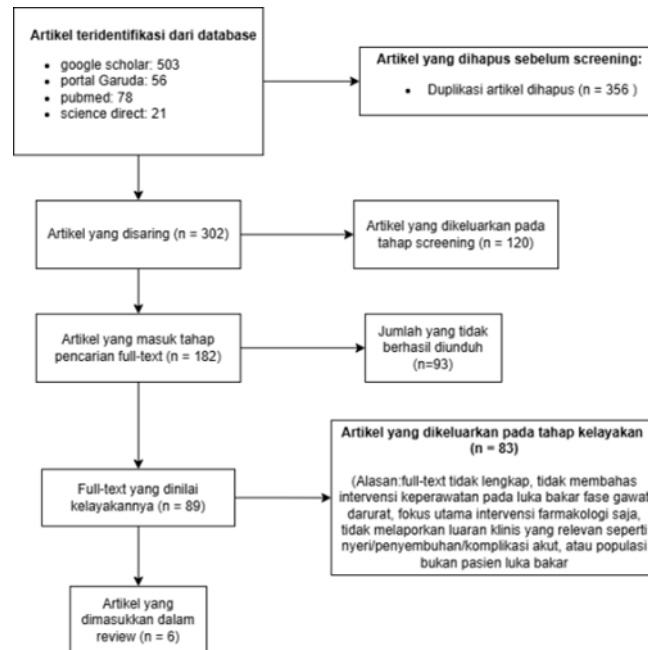 Artikel teridentifikasi dari database
• google scholar: 503
• portal Garuda: 56
• pubmed: 78
• science direct: 21
Artikel yang dihapus sebelum screening:
• Duplikasi artikel dihapus (n = 356 )
Artikel yang disaring (n = 302)
Artikel yang dikeluarkan pada
tahap screening (n = 120)
Artikel yang masuk tahap
pencarian full-text (n = 182)
Jumlah yang tidak
berhasil diunduh
(n=93)
Full-text yang dinilai
kelayakannya (n = 89)
Artikel yang dikeluarkan pada tahap kelayakan
(n = 83)
(Alasan:full-text tidak lengkap, tidak membahas
intervensi keperawatan pada luka bakar fase gawat
darurat, fokus utama intervensi farmakologi saja,
tidak melaporkan luaran klinis yang relevan seperti
nyeri/penyembuhan/komplikasi akut, atau populasi
bukan pasien luka bakar
Artikel yang
dimasukkan dalam
review (n = 6)